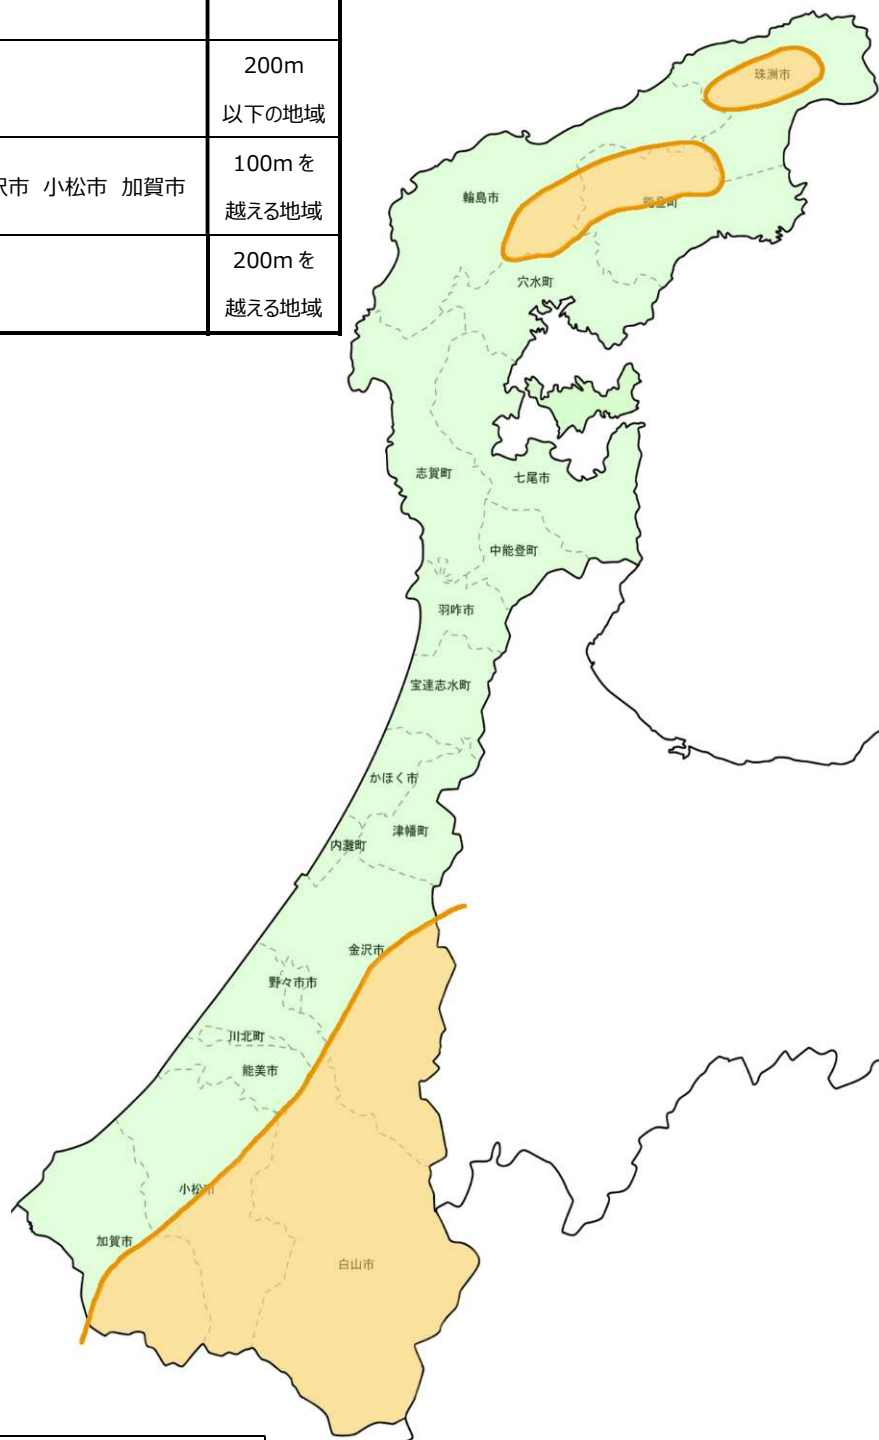 200m
以下の地域
沢市 小松市 加賀市
100mを
越える地域
200mを
越える地域
珠洲市
輪島市
能登町
穴水町
志賀町
七尾市
中能登町
羽咋市
宝達志水町
かほく市
津幡町
内灘町
金沢市
野々市市
川北町
能美市
小松市
加賀市
白山市